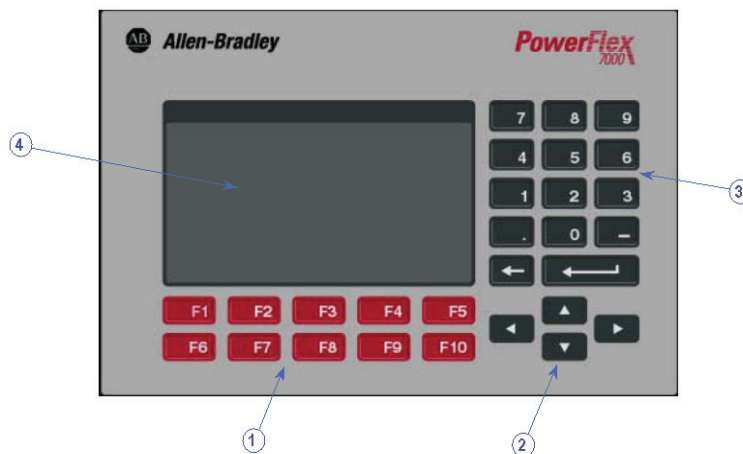 AB Allen-Bradley
PowerFlex
7000
7 8 9
4
4 5 6
3
1 2 3
. 0 –
F1 F2 F3 F4 F5
F6 F7 F8 F9 F10
1
2